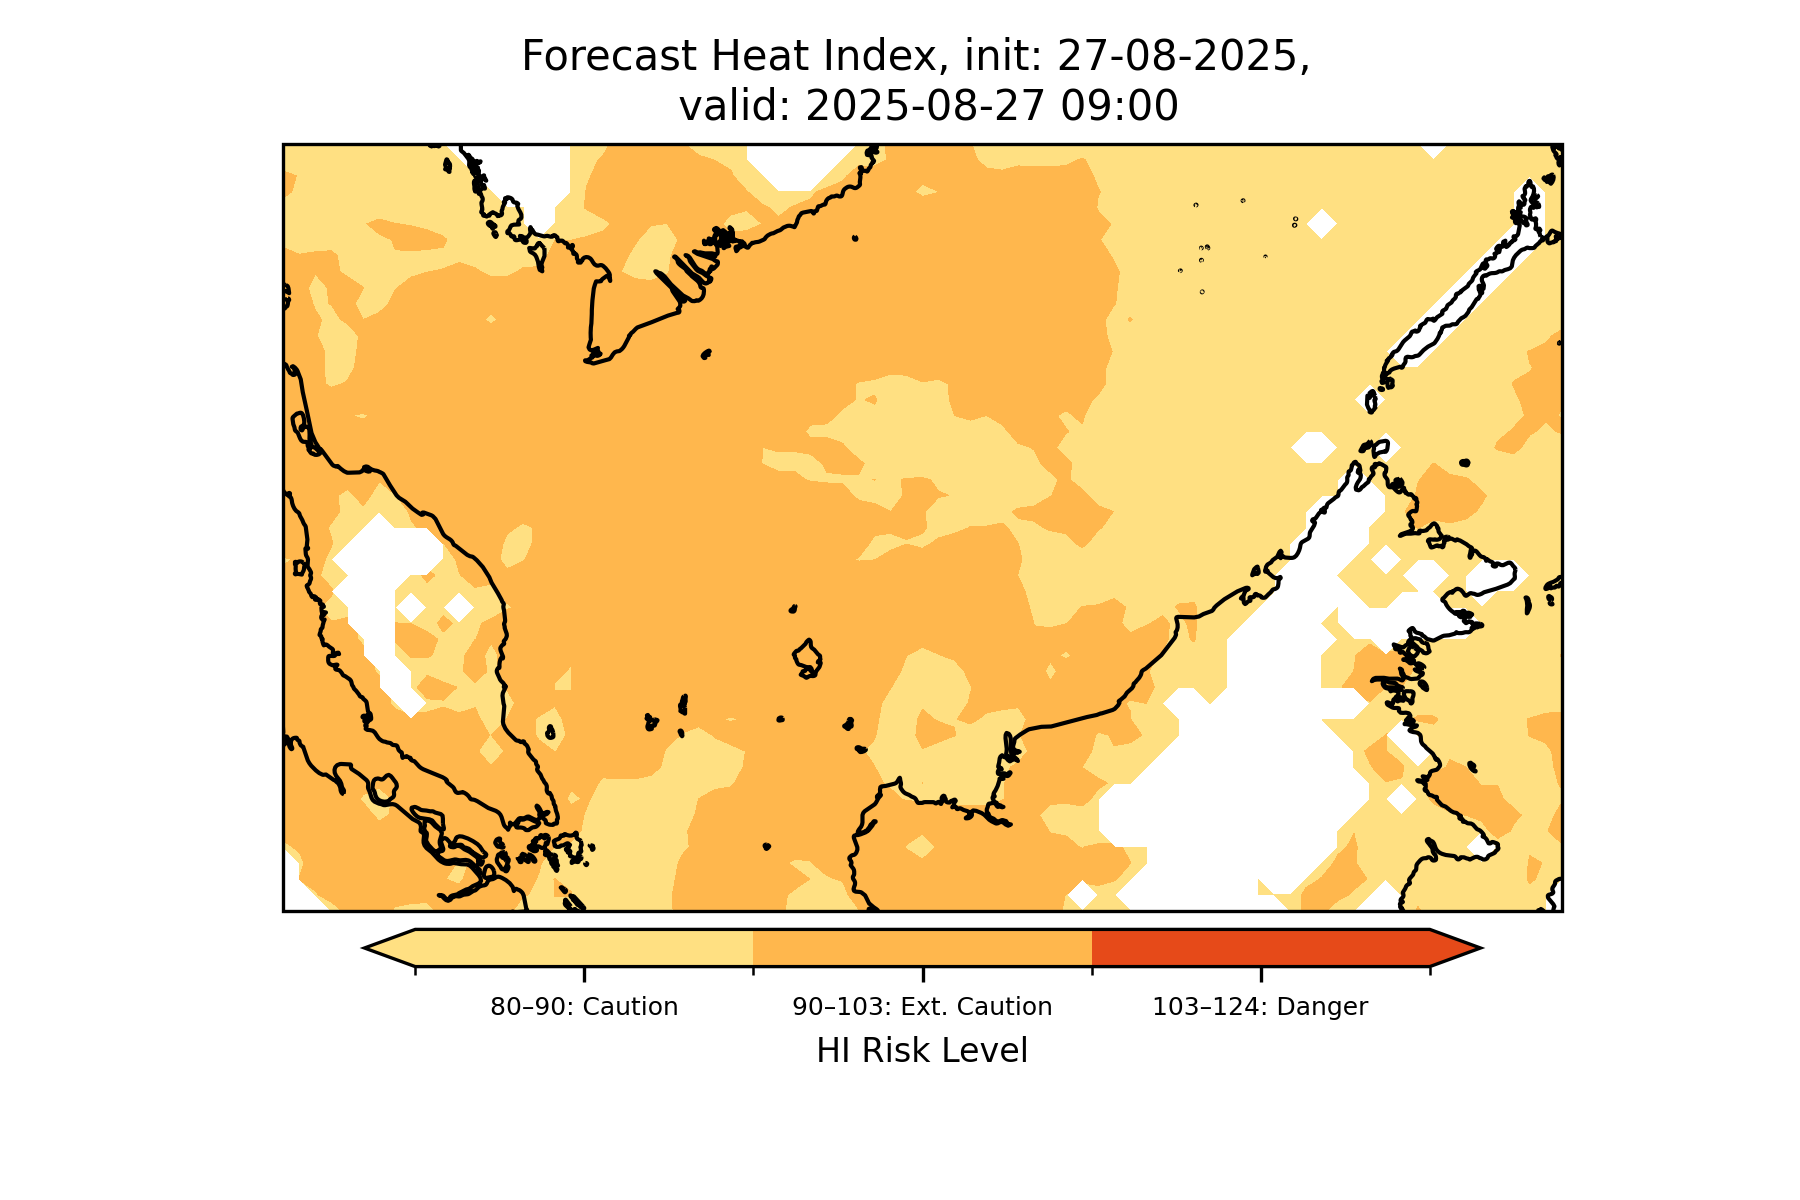 Forecast Heat Index, init: 27-08-2025,
valid: 2025-08-27 09:00
80–90: Caution
90–103: Ext. Caution
103–124: Danger
HI Risk Level